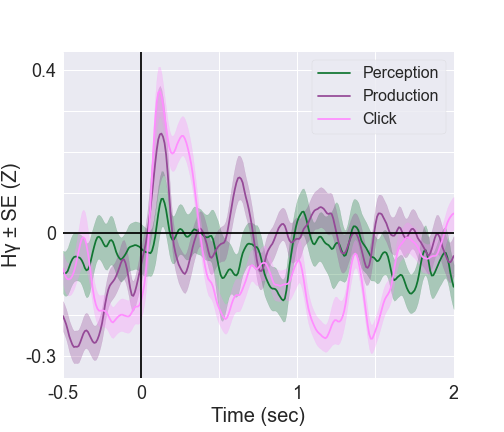 Hγ ± SE (Z)
0.4
0
-0.3
Perception
Production
Click
-0.5
0
1
2
Time (sec)